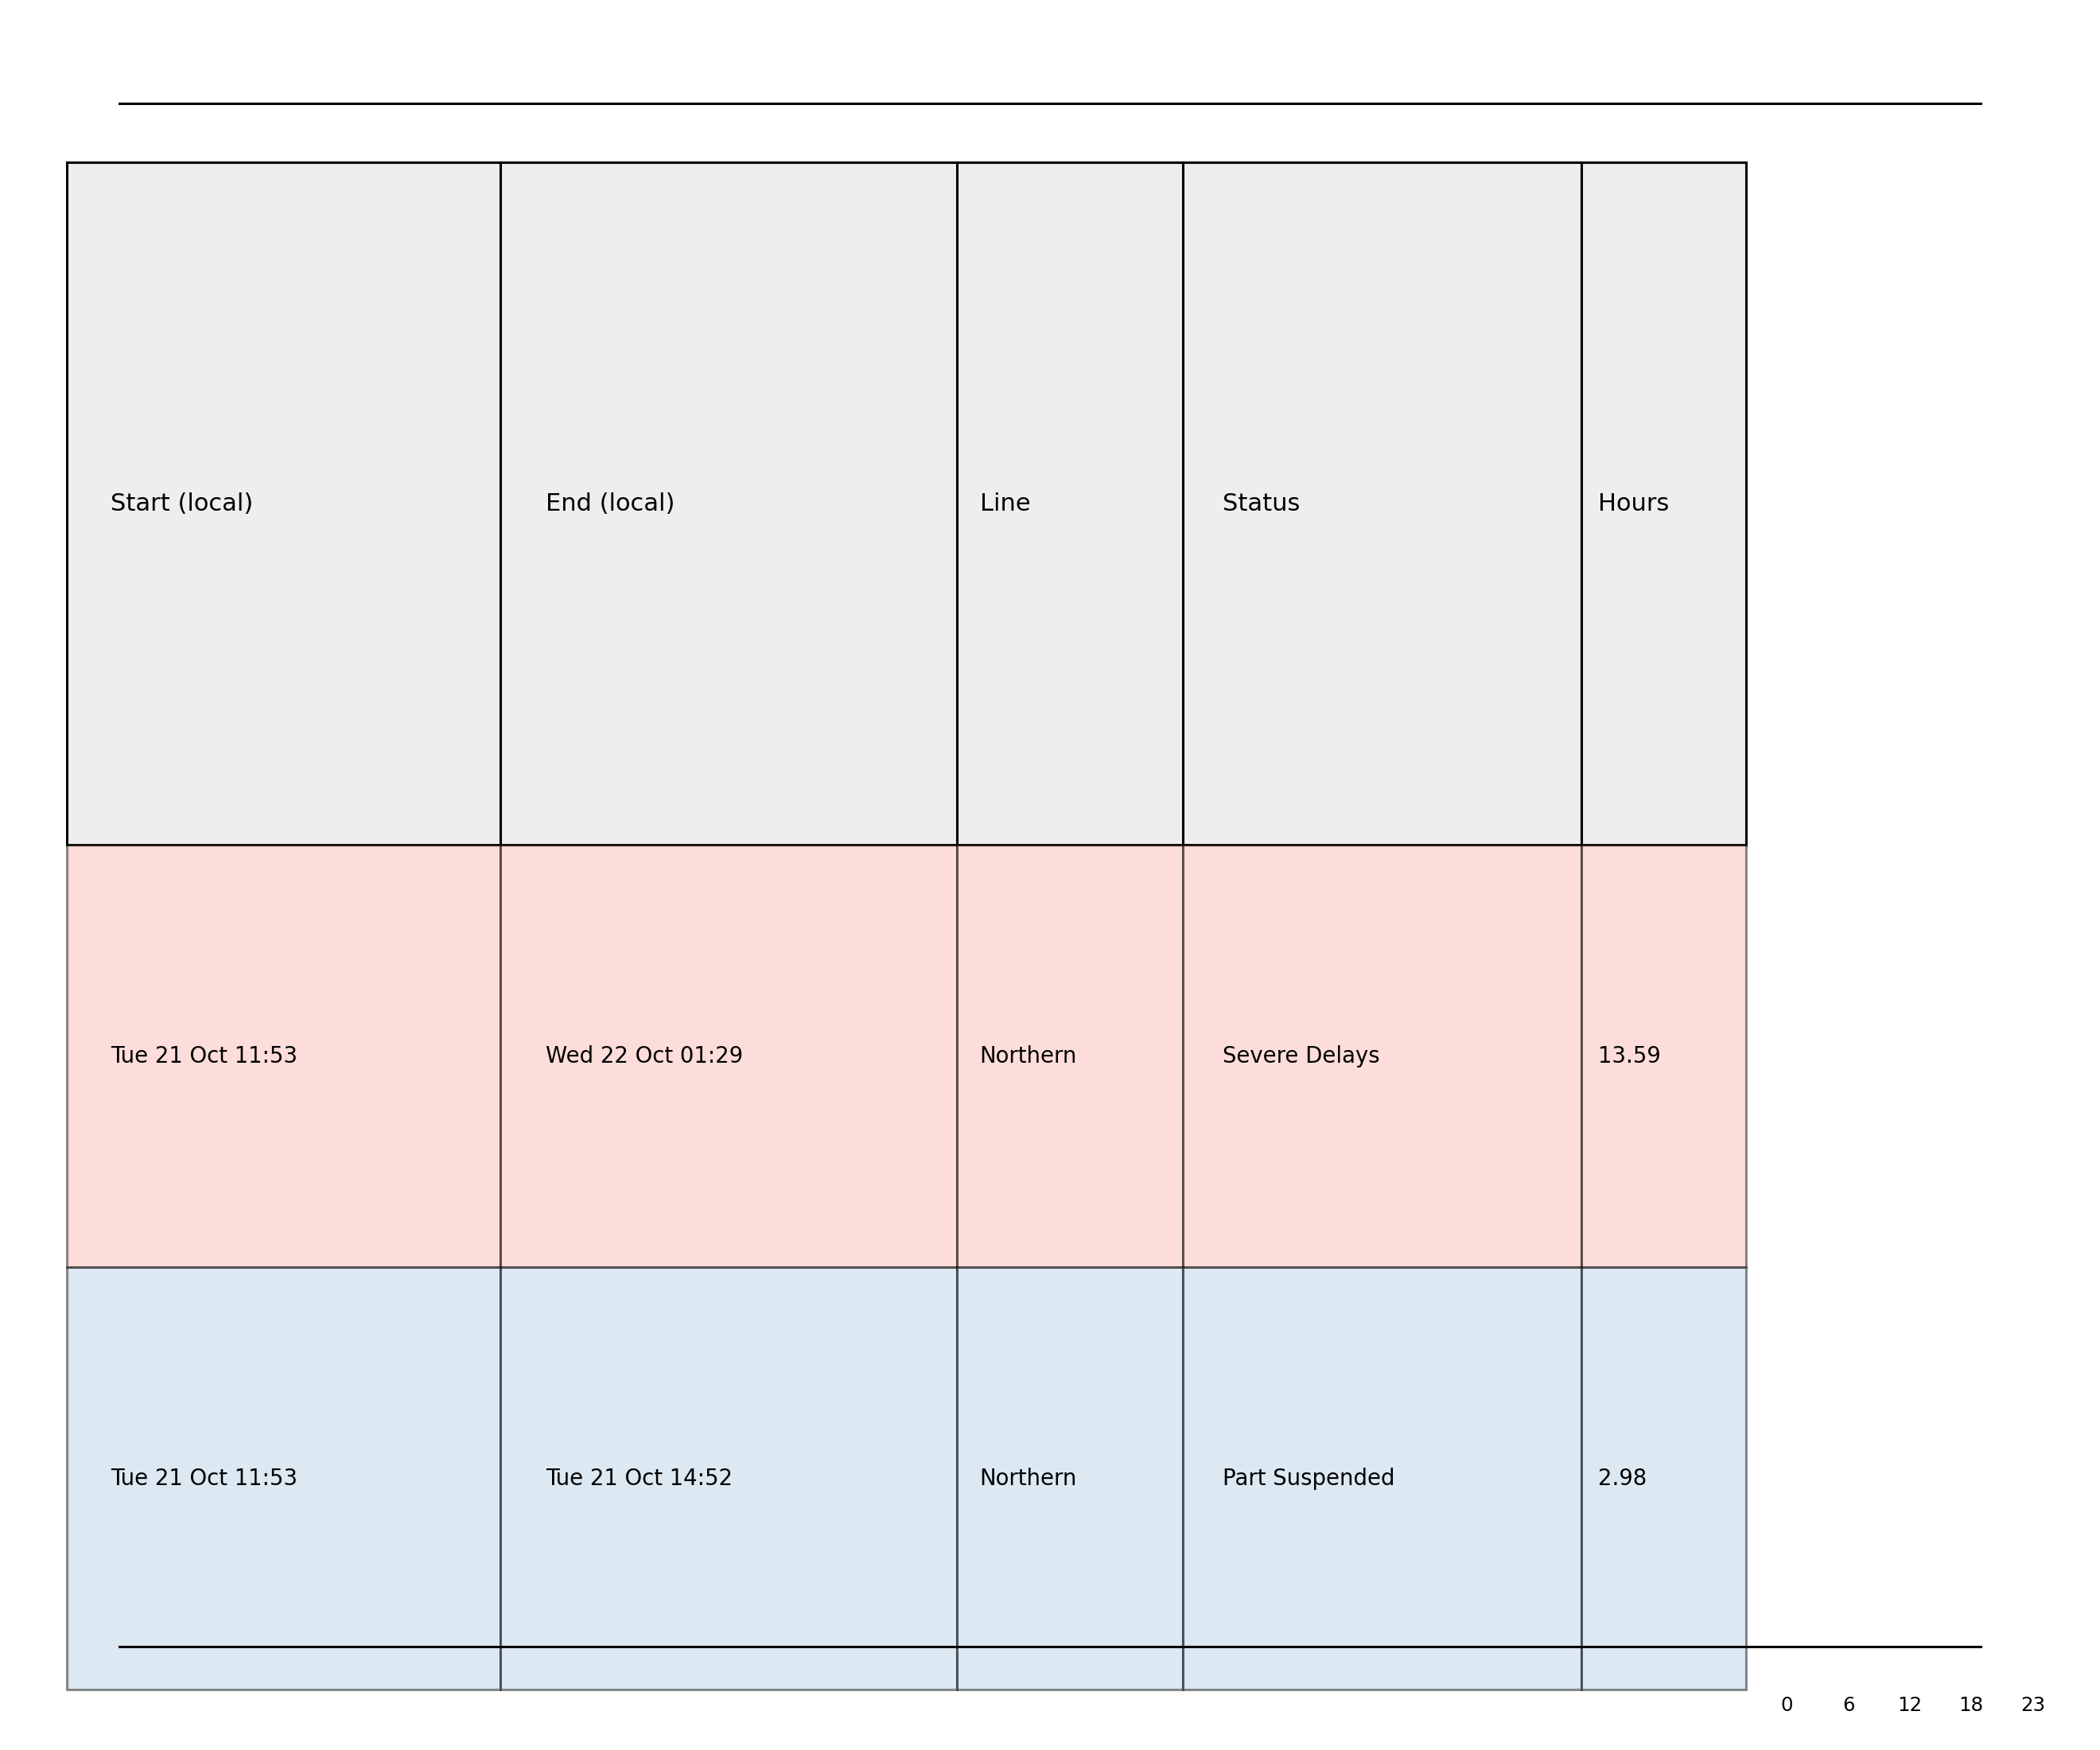 Start (local) End (local) Line Status Hours
Tue 21 Oct 11:53 Wed 22 Oct 01:29 Northern Severe Delays 13.59
Tue 21 Oct 11:53 Tue 21 Oct 14:52 Northern Part Suspended 2.98
0 6 12 18 23